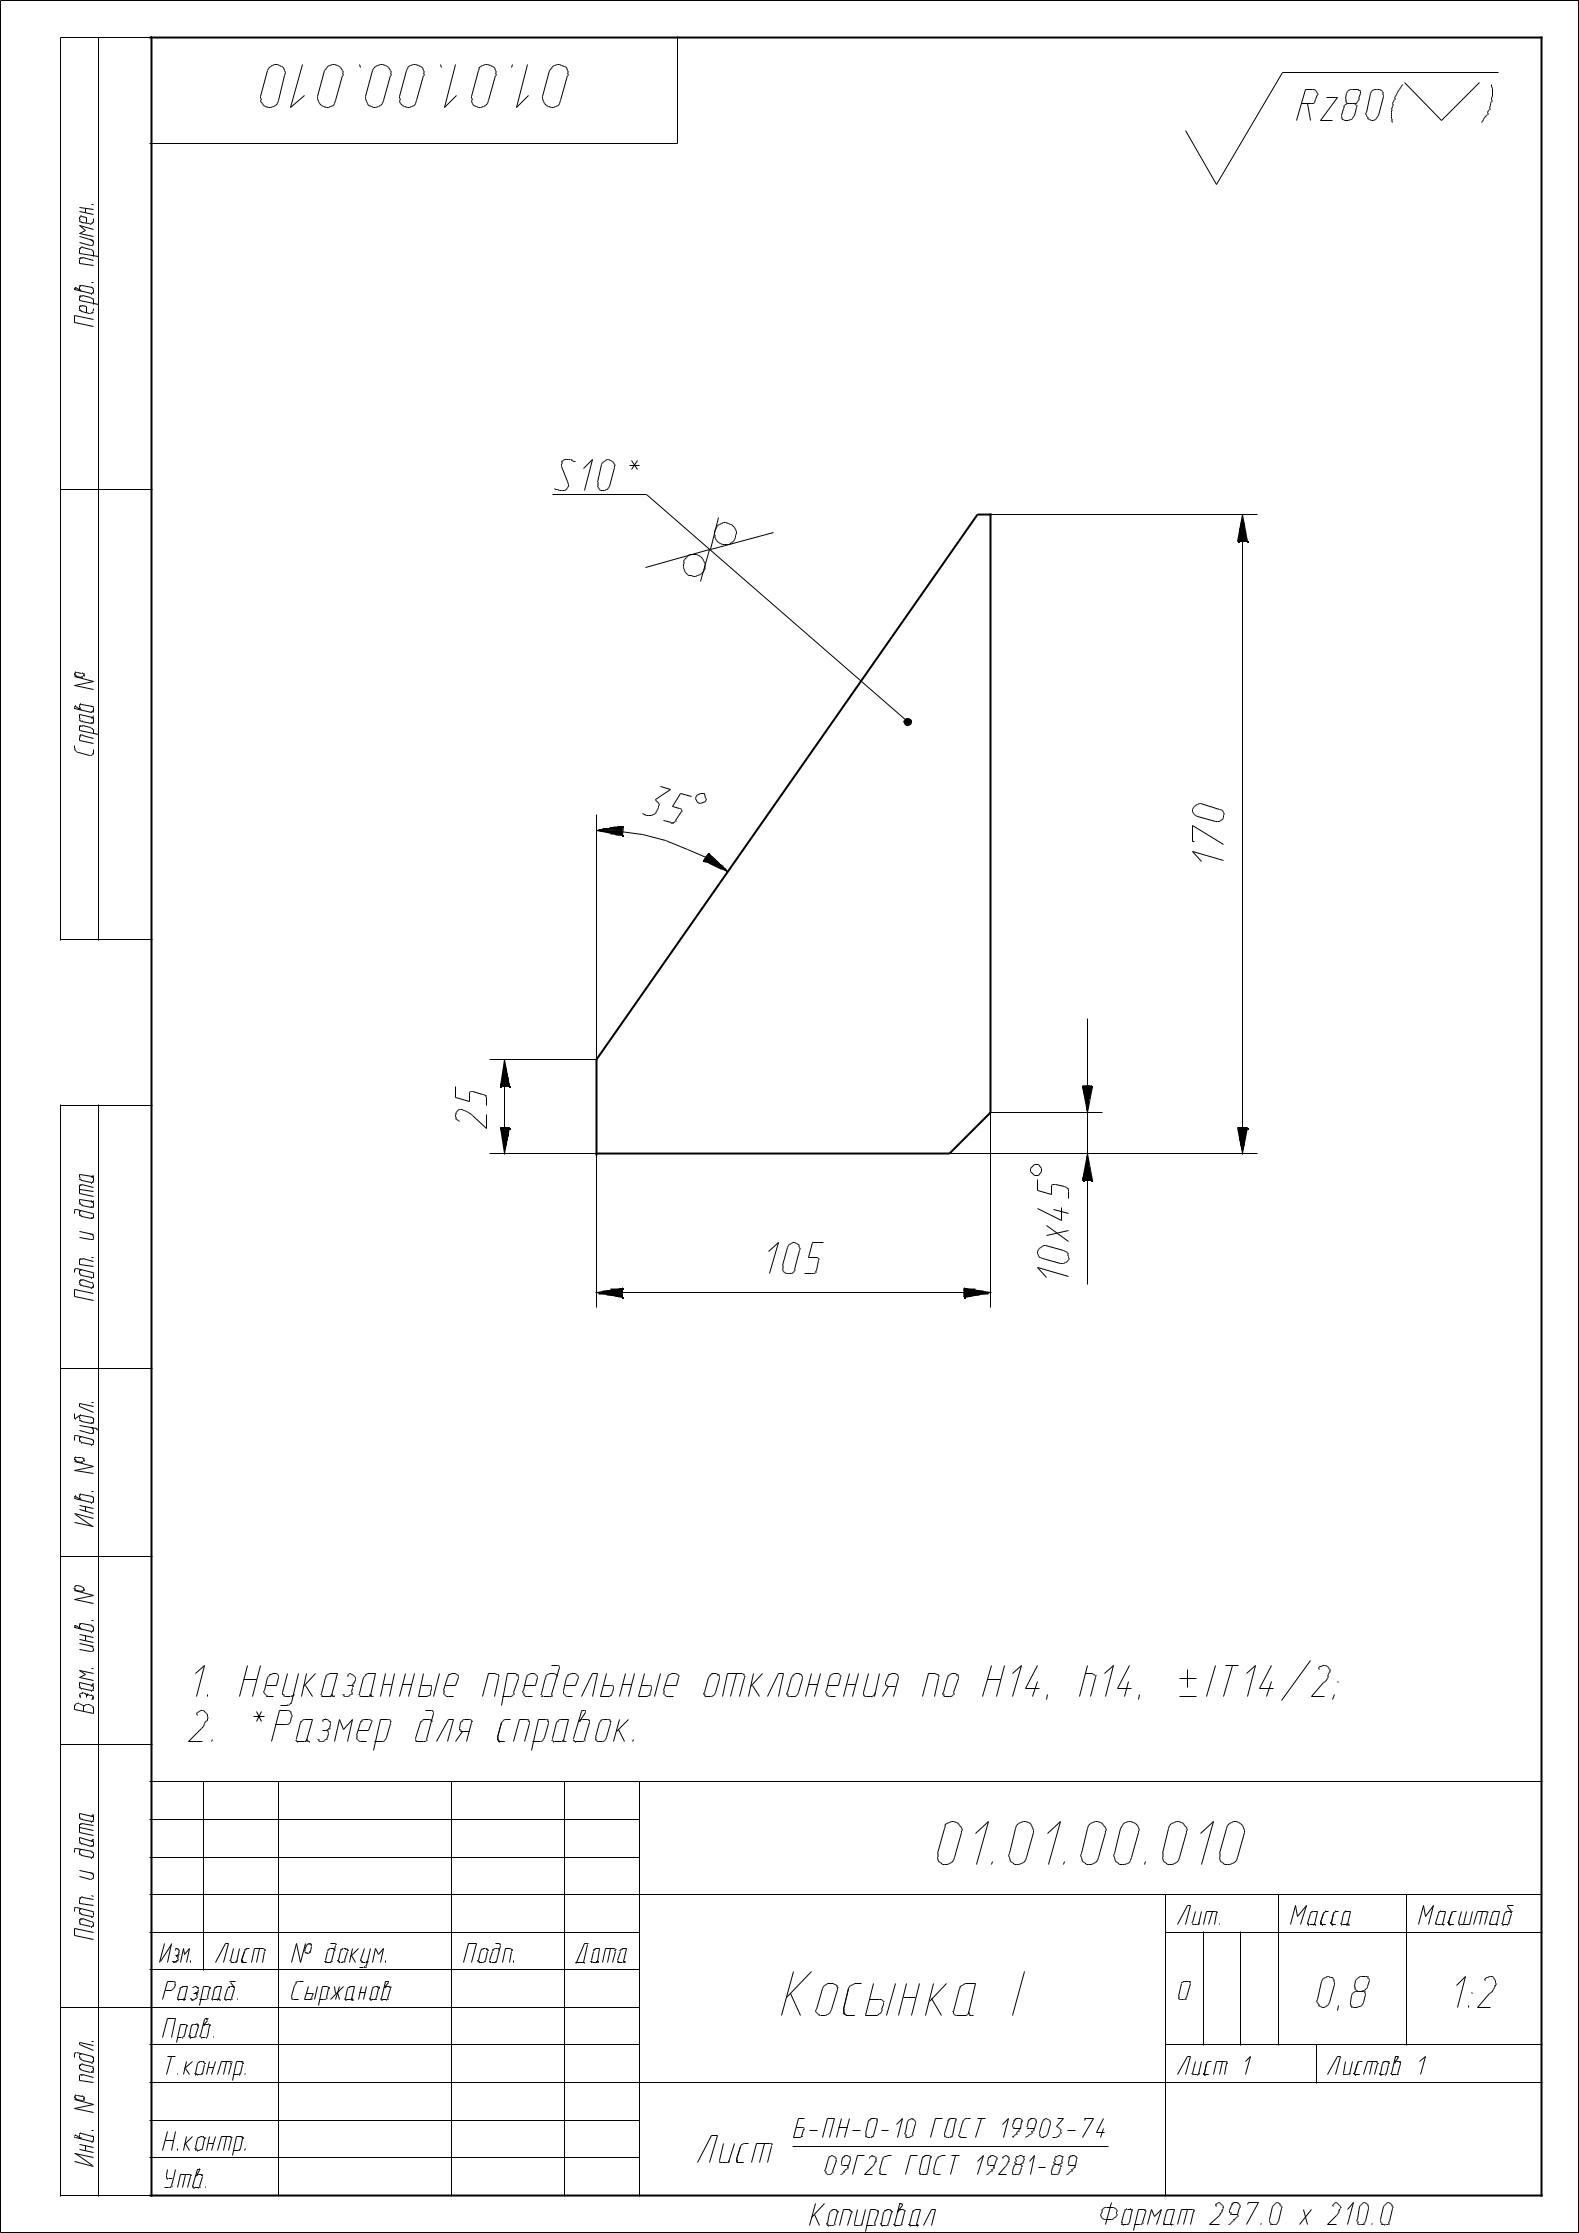 01.01.00.010
Rz80( )
Перв. примен.
Справ №
S10*
35°
170
25
10x45°
105
Подп. и дата
Инв. № дубл.
Взам. инв. №
Подп. и дата
Инв. № подл.
1. Неуказанные предельные отклонения по Н14, h14, ±IT14/2;
2. *Размер для справок.
01.01.00.010
Лит. Масса Масштаб
Изм. Лист № докум. Подп. Дата
Разраб. Сыржанов
Косынка I
а 0,8 1:2
Пров.
Т.контр.
Лист 1 Листов 1
Н.контр.
Утв.
Лист Б-ПН-О-10 ГОСТ 19903-74
09Г2С ГОСТ 19281-89
Копировал Формат 297.0 x 210.0